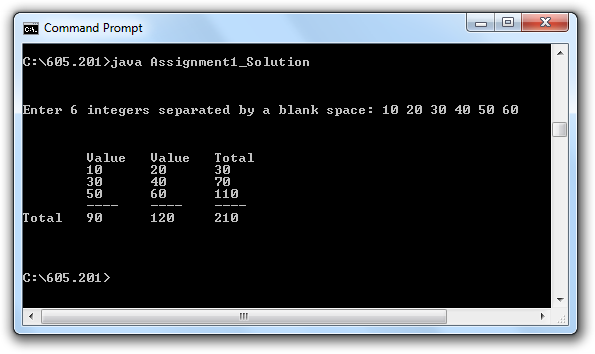 Command Prompt
C:\605.201>java Assignment1_Solution
Enter 6 integers separated by a blank space: 10 20 30 40 50 60
Value Value Total
10 20 30
30 40 70
50 60 110
---- ---- ----
Total 90 120 210
C:\605.201>